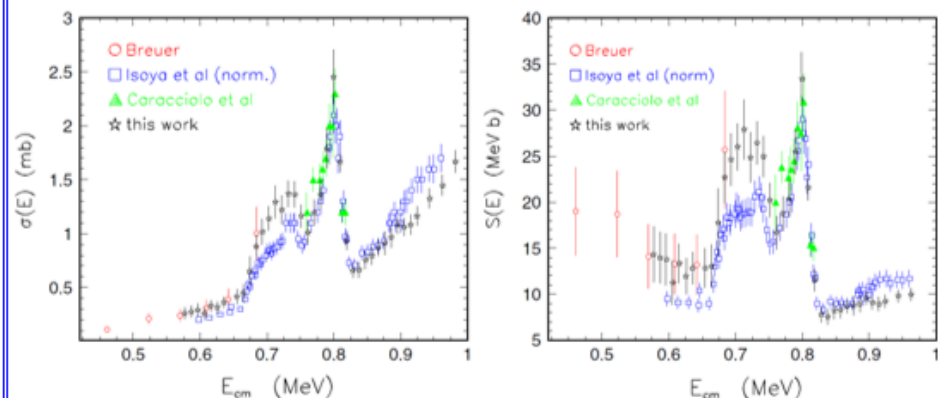 3
2.5
2
1.5
1
0.5
σ(E) (mb)
Breuer
Isoya et al (norm.)
Caracciolo et al
this work
0.5 0.6 0.7 0.8 0.9 1
E_cm (MeV)
40
35
30
25
20
15
10
5
S(E) (MeV b)
Breuer
Isoya et al (norm)
Caracciolo et al
this work
0.5 0.6 0.7 0.8 0.9 1
E_cm (MeV)